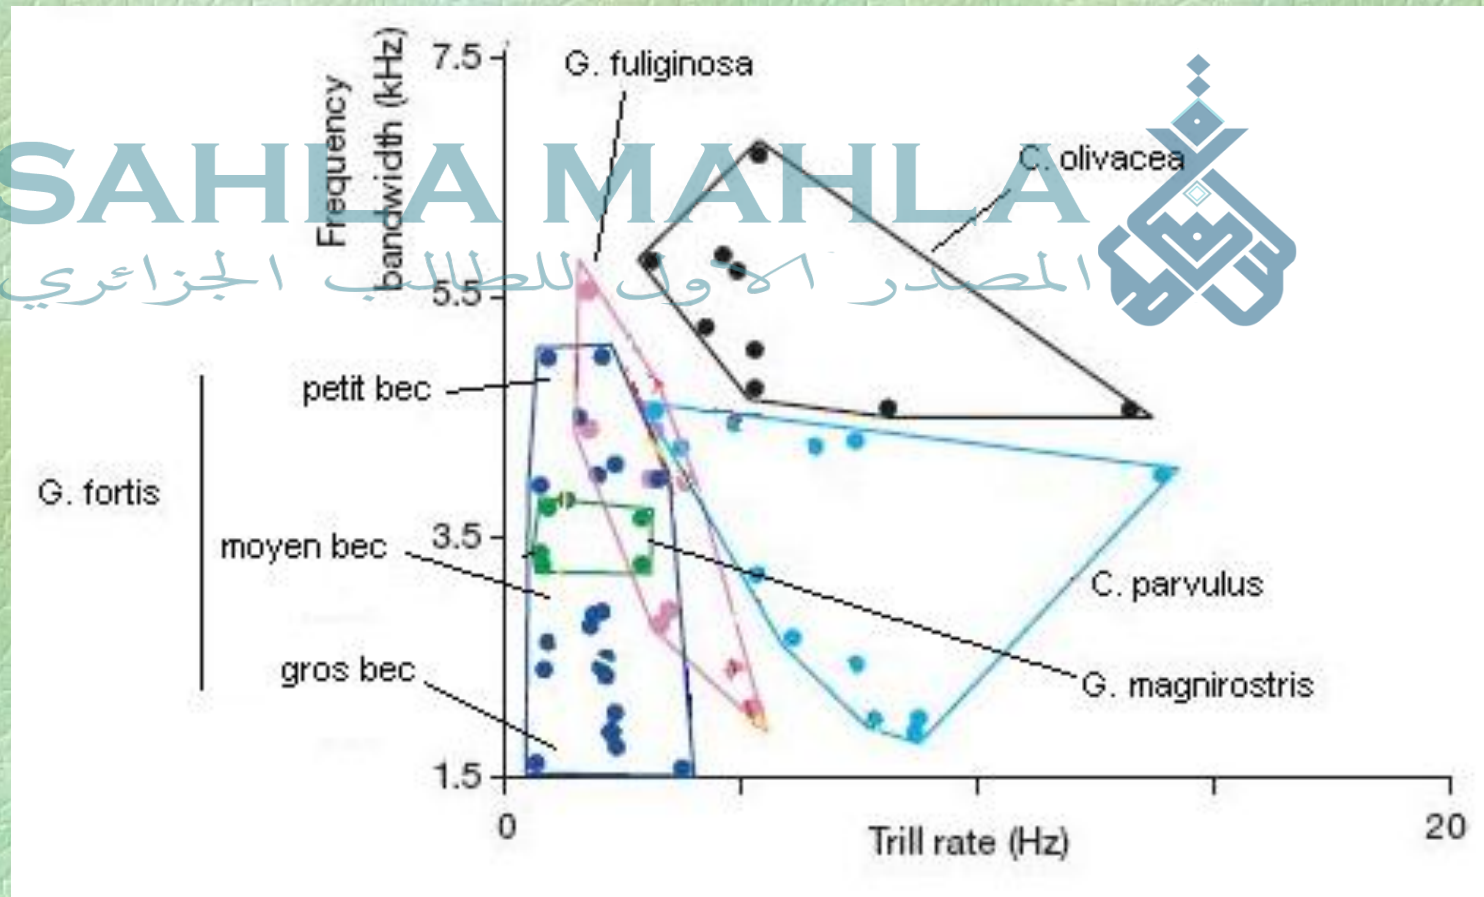 7.5
G. fuliginosa
Frequency
bandwidth (kHz)
C. olivacea
SAHLA MAHLA
المصدر الاول للطالب الجزائري
5.5
petit bec
G. fortis
3.5
moyen bec
C. parvulus
gros bec
G. magnirostris
1.5
0
20
Trill rate (Hz)